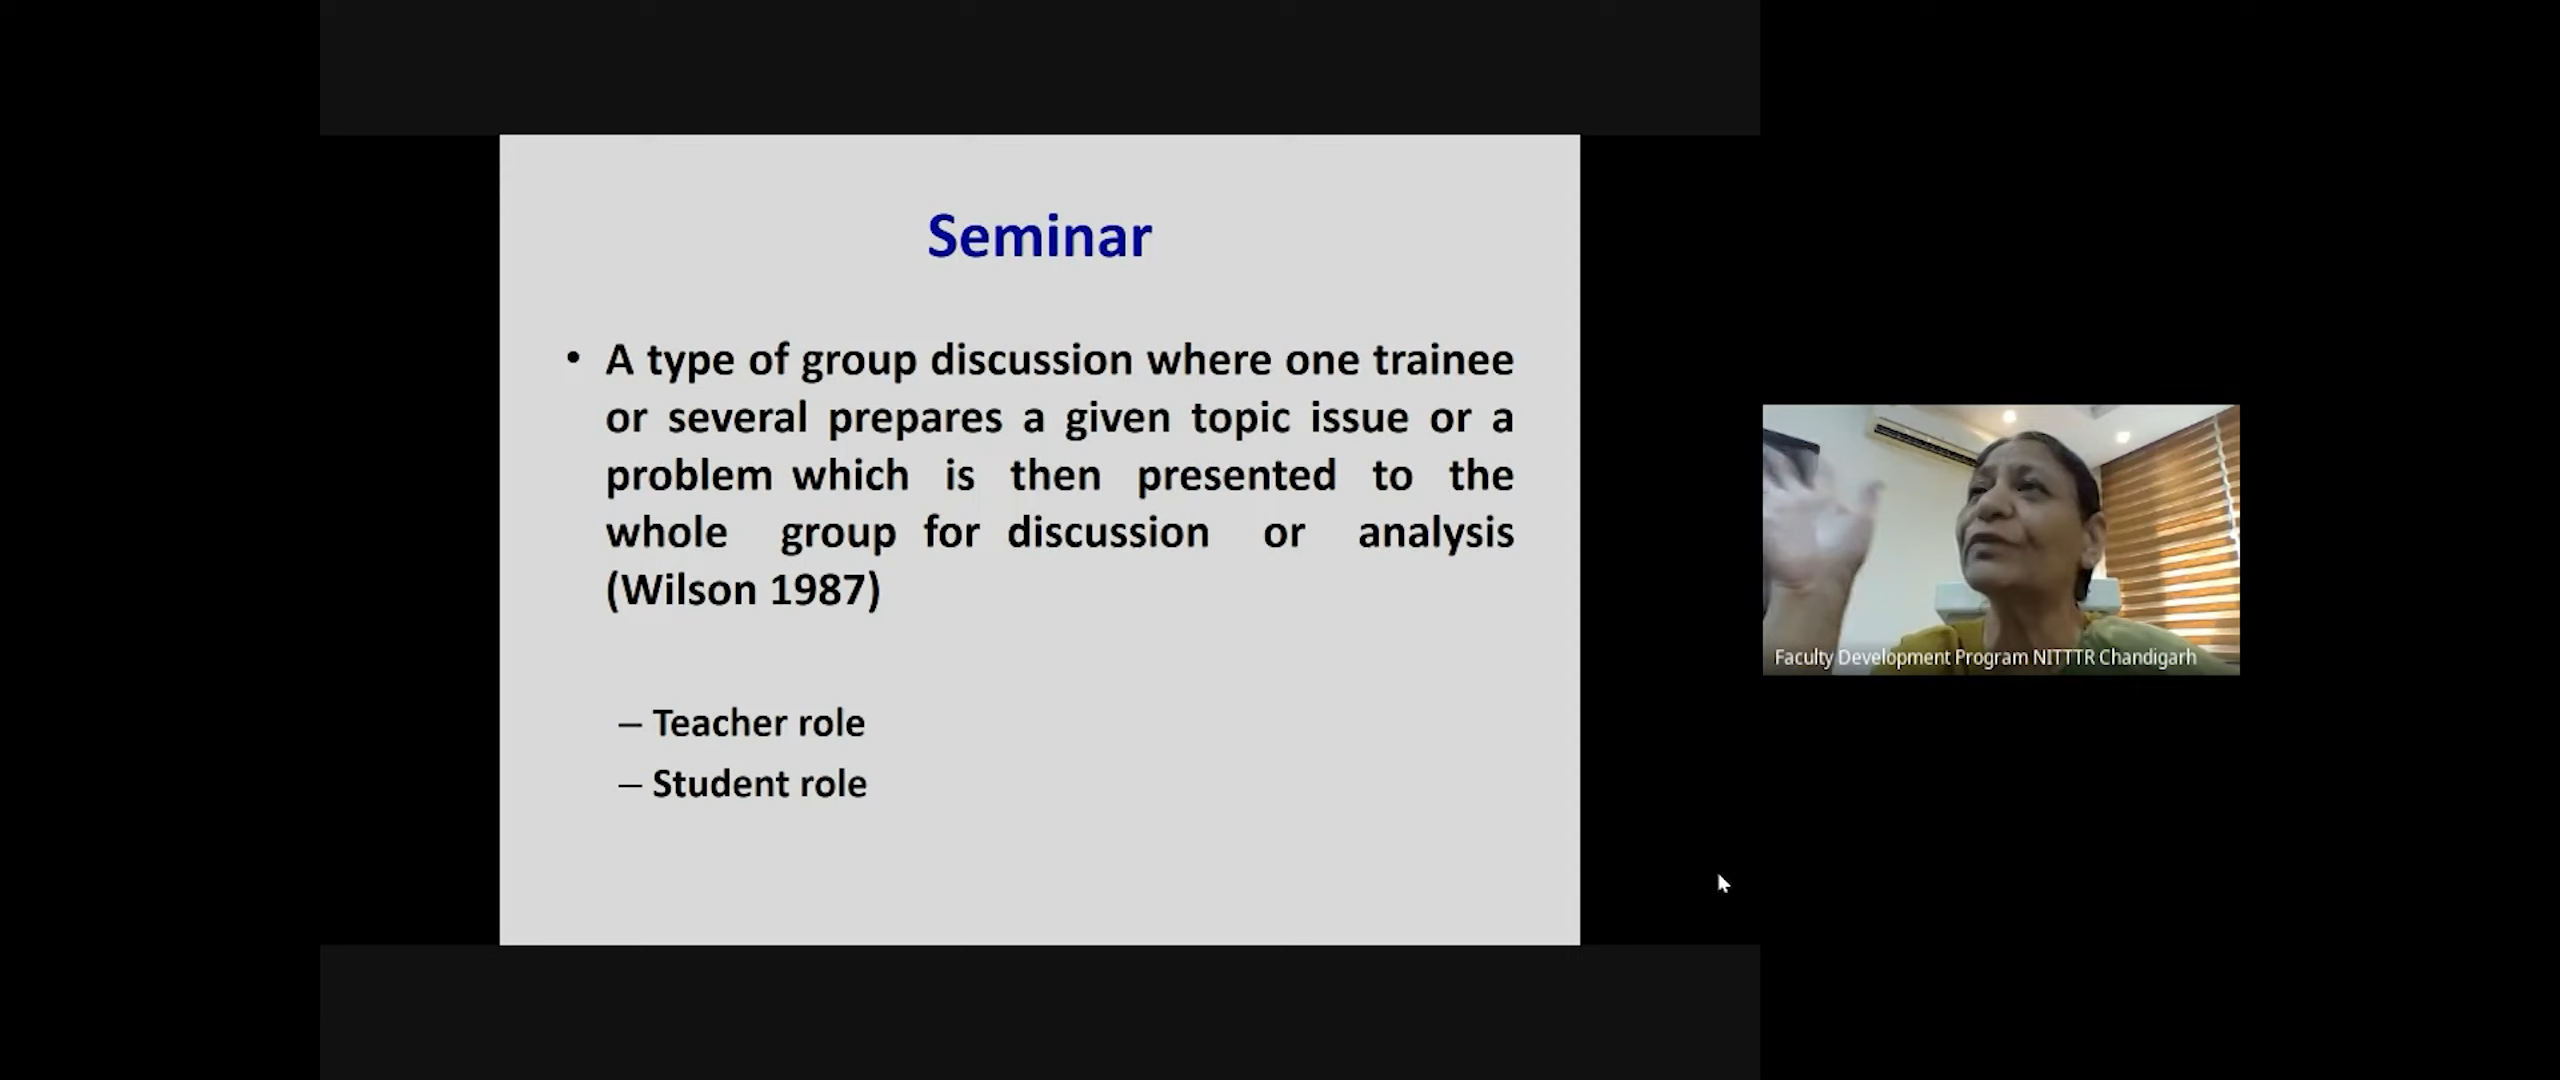 Seminar
• A type of group discussion where one trainee
or several prepares a given topic issue or a
problem which is then presented to the
whole group for discussion or analysis
(Wilson 1987)
– Teacher role
– Student role
Faculty Development Program NITTTR Chandigarh